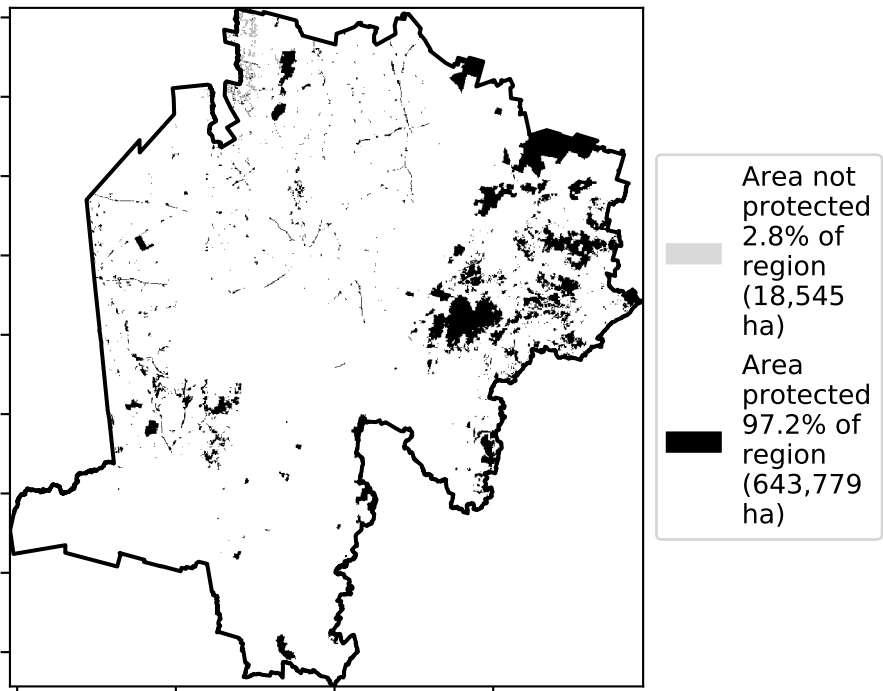 Area not
protected
2.8% of
region
(18,545
ha)
Area
protected
97.2% of
region
(643,779
ha)